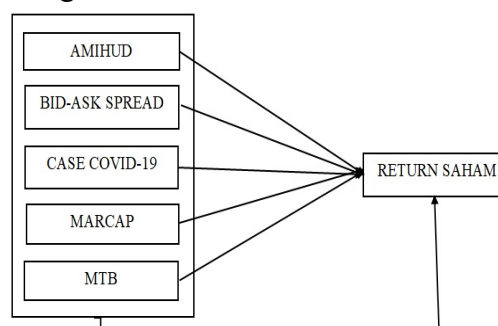 AMIHUD
BID-ASK SPREAD
CASE COVID-19
RETURN SAHAM
MARCAP
MTB